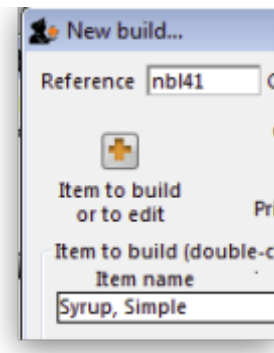 New build...
Reference nbl41
Item to build
or to edit
Item to build (double-c
Item name
Syrup, Simple